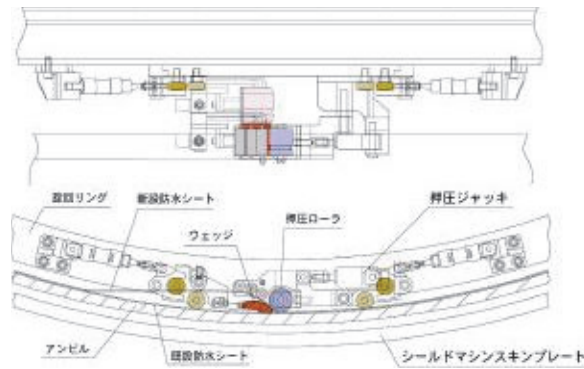 旋回リング
新設防水シート
ウェッジ
押圧ローラ
押圧ジャッキ
アンビル
既設防水シート
シールドマシンスキンプレート